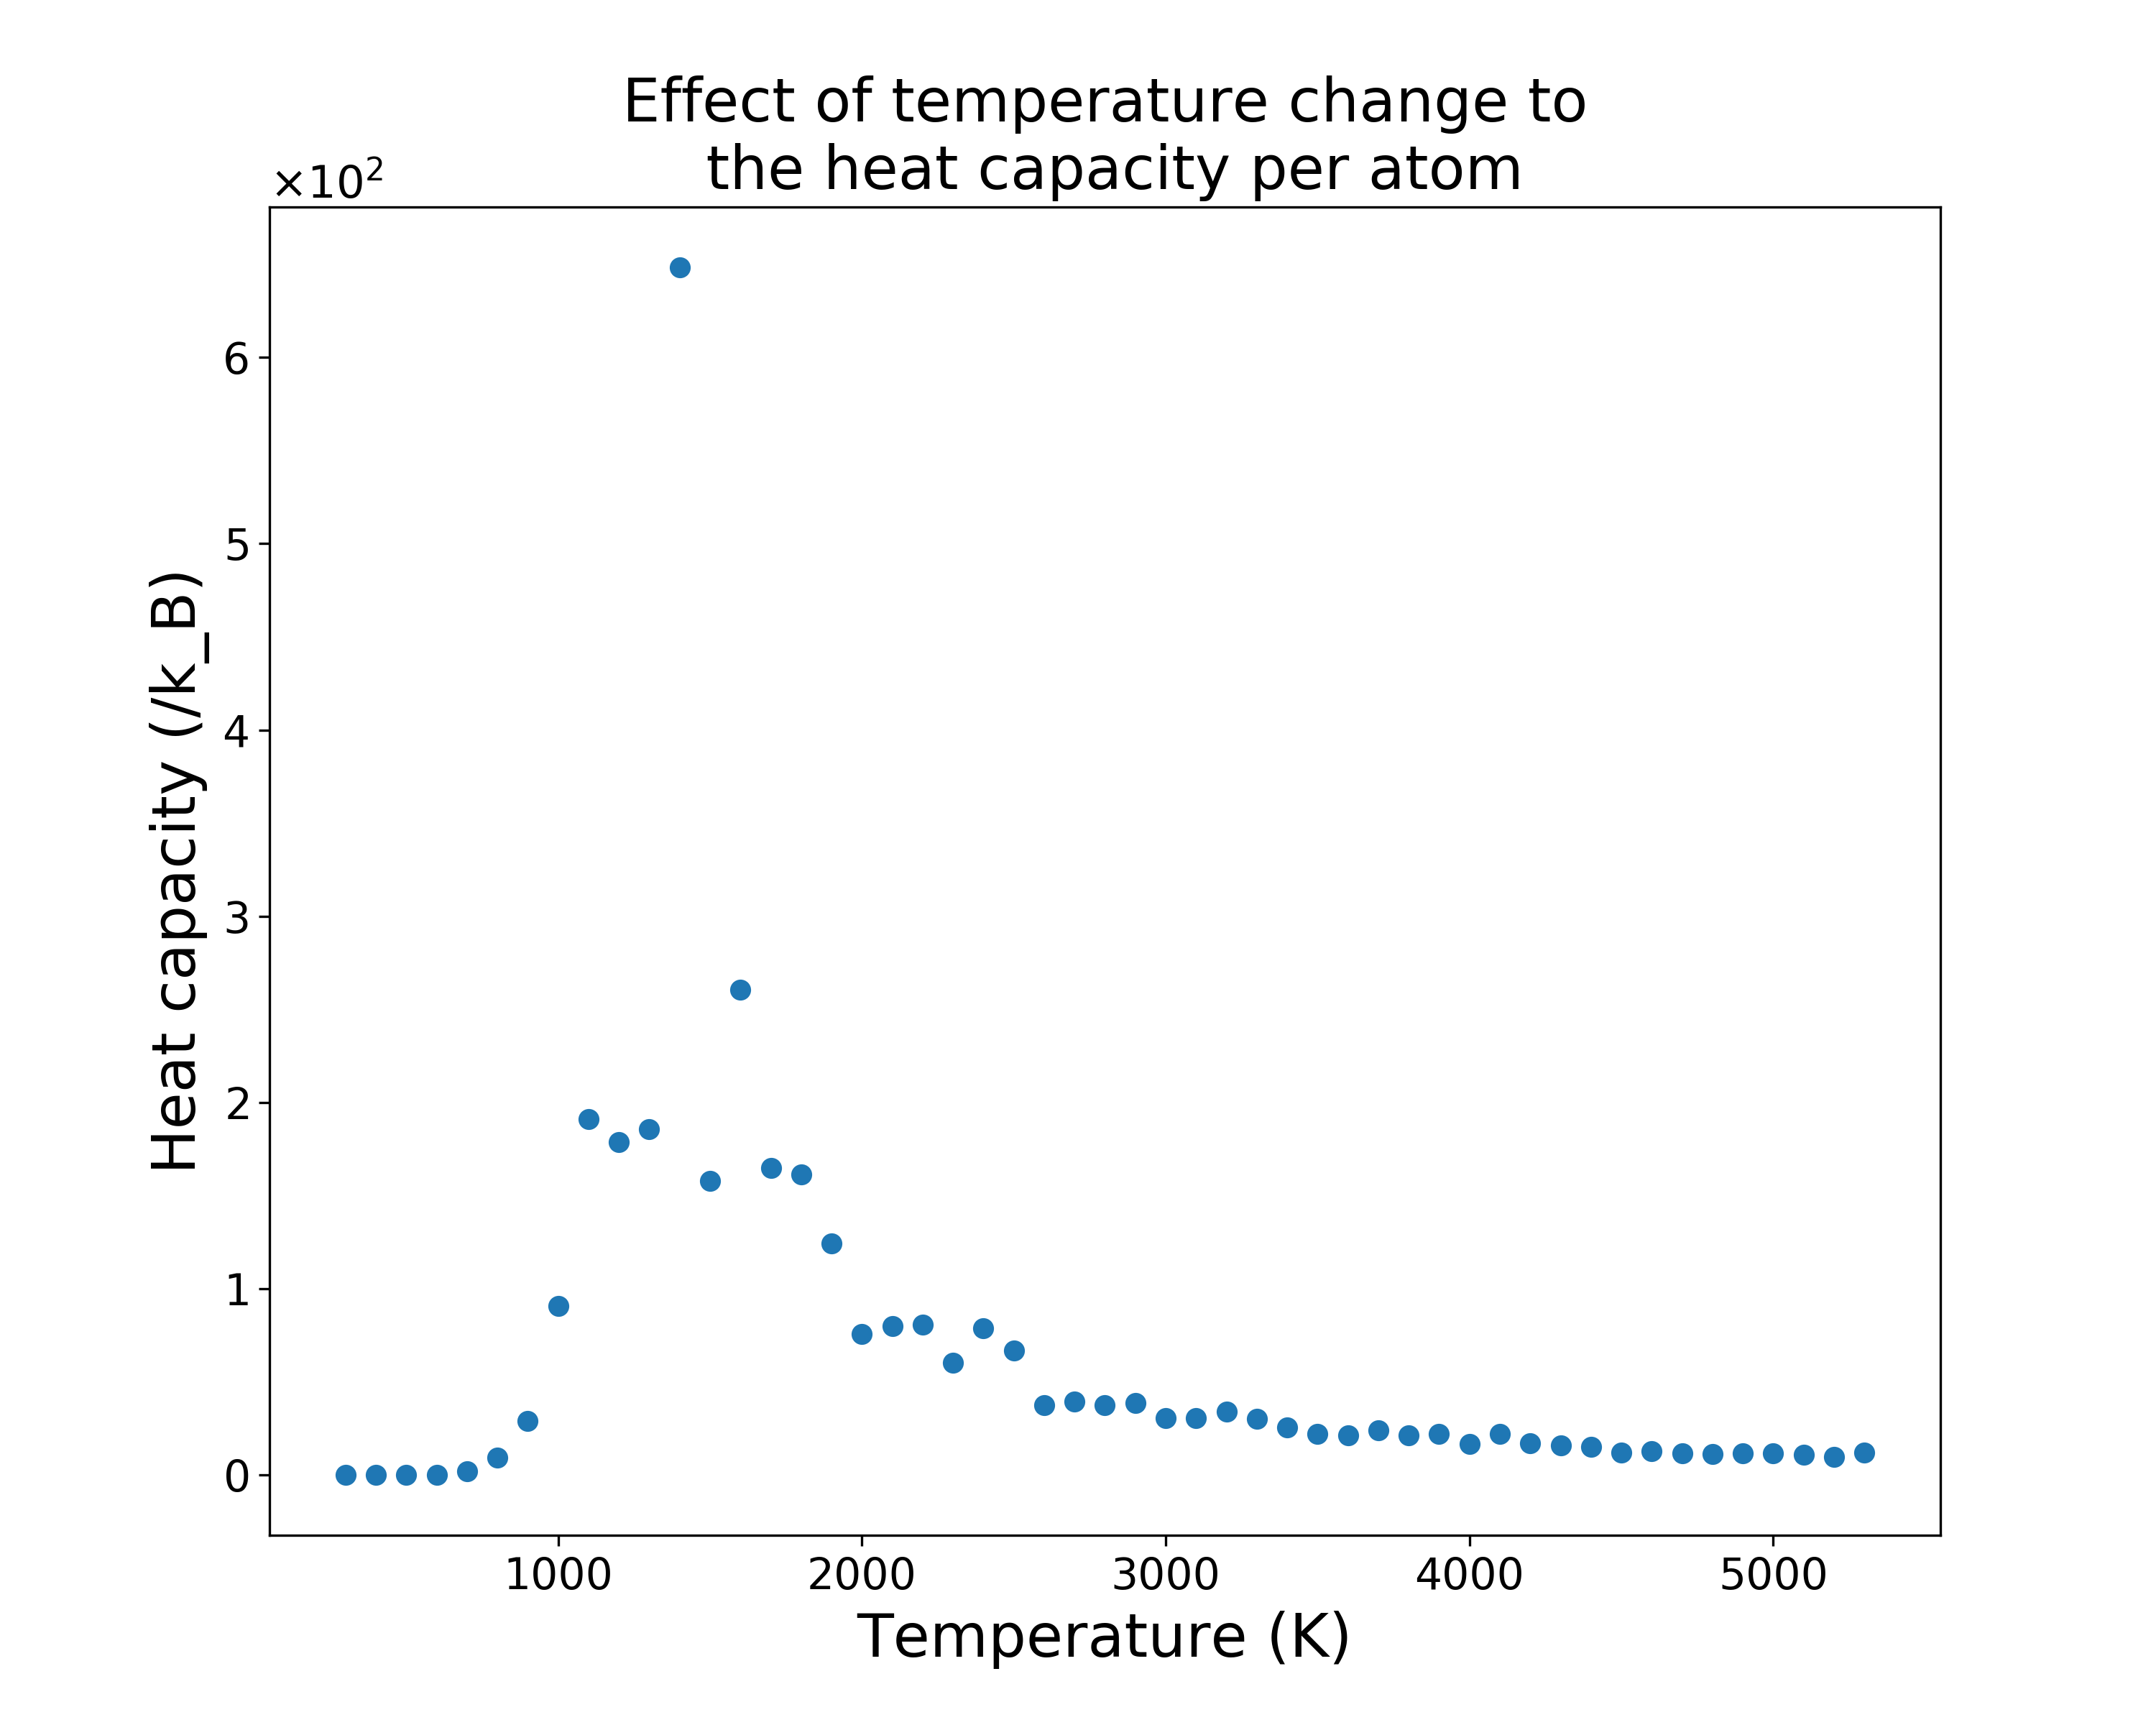 Effect of temperature change to
the heat capacity per atom
×10²
6
5
4
3
2
1
0
Heat capacity (/k_B)
1000 2000 3000 4000 5000
Temperature (K)